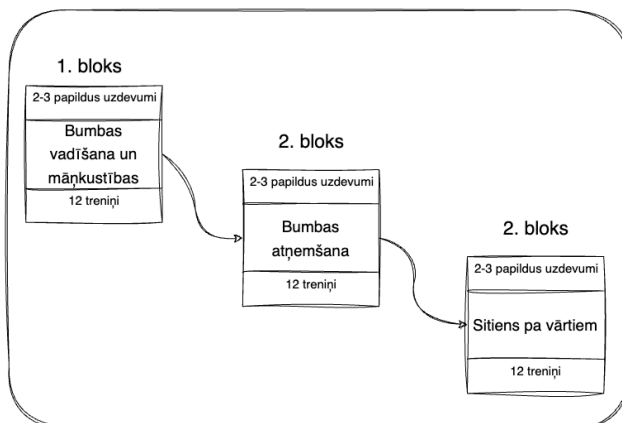 1. bloks
2-3 papildus uzdevumi
Bumbas
vadīšana un
māņkustības
12 treniņi
2. bloks
2-3 papildus uzdevumi
Bumbas
atņemšana
12 treniņi
2. bloks
2-3 papildus uzdevumi
Sitiens pa vārtiem
12 treniņi